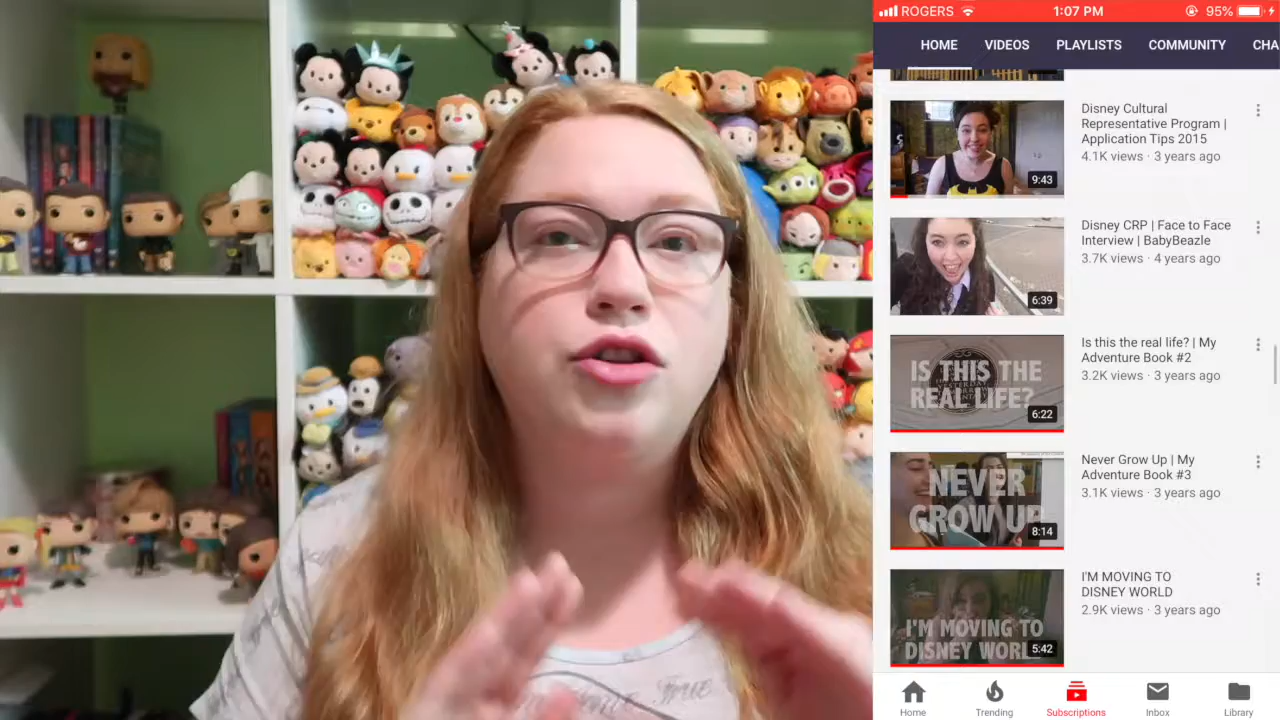 ROGERS
1:07 PM
95%
HOME
VIDEOS
PLAYLISTS
COMMUNITY
CHA
Disney Cultural
Representative Program |
Application Tips 2015
4.1K views · 3 years ago
9:43
Disney CRP | Face to Face
Interview | BabyBeazle
3.7K views · 4 years ago
6:39
IS THIS THE
REAL LIFE?
6:22
Is this the real life? | My
Adventure Book #2
3.2K views · 3 years ago
NEVER
GROW UP
8:14
Never Grow Up | My
Adventure Book #3
3.1K views · 3 years ago
I'M MOVING TO
DISNEY WORL
5:42
I'M MOVING TO
DISNEY WORLD
2.9K views · 3 years ago
Home
Trending
Subscriptions
Inbox
Library